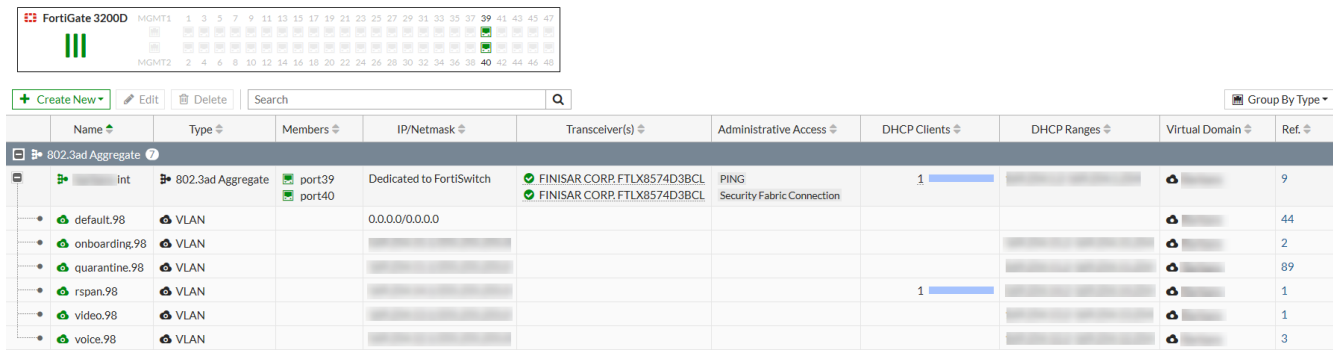 FortiGate 3200D MGMT1 1 3 5 7 9 11 13 15 17 19 21 23 25 27 29 31 33 35 37 39 41 43 45 47
MGMT2 2 4 6 8 10 12 14 16 18 20 22 24 26 28 30 32 34 36 38 40 42 44 46 48
Create New Edit Delete Search Group By Type
Name Type Members IP/Netmask Transceiver(s) Administrative Access DHCP Clients DHCP Ranges Virtual Domain Ref.
802.3ad Aggregate 7
int 802.3ad Aggregate port39 Dedicated to FortiSwitch FINISAR CORP. FTLX8574D3BCL PING 1 9
port40 FINISAR CORP. FTLX8574D3BCL Security Fabric Connection
default.98 VLAN 0.0.0.0/0.0.0.0 44
onboarding.98 VLAN 2
quarantine.98 VLAN 89
rspan.98 VLAN 1 1
video.98 VLAN 1
voice.98 VLAN 3